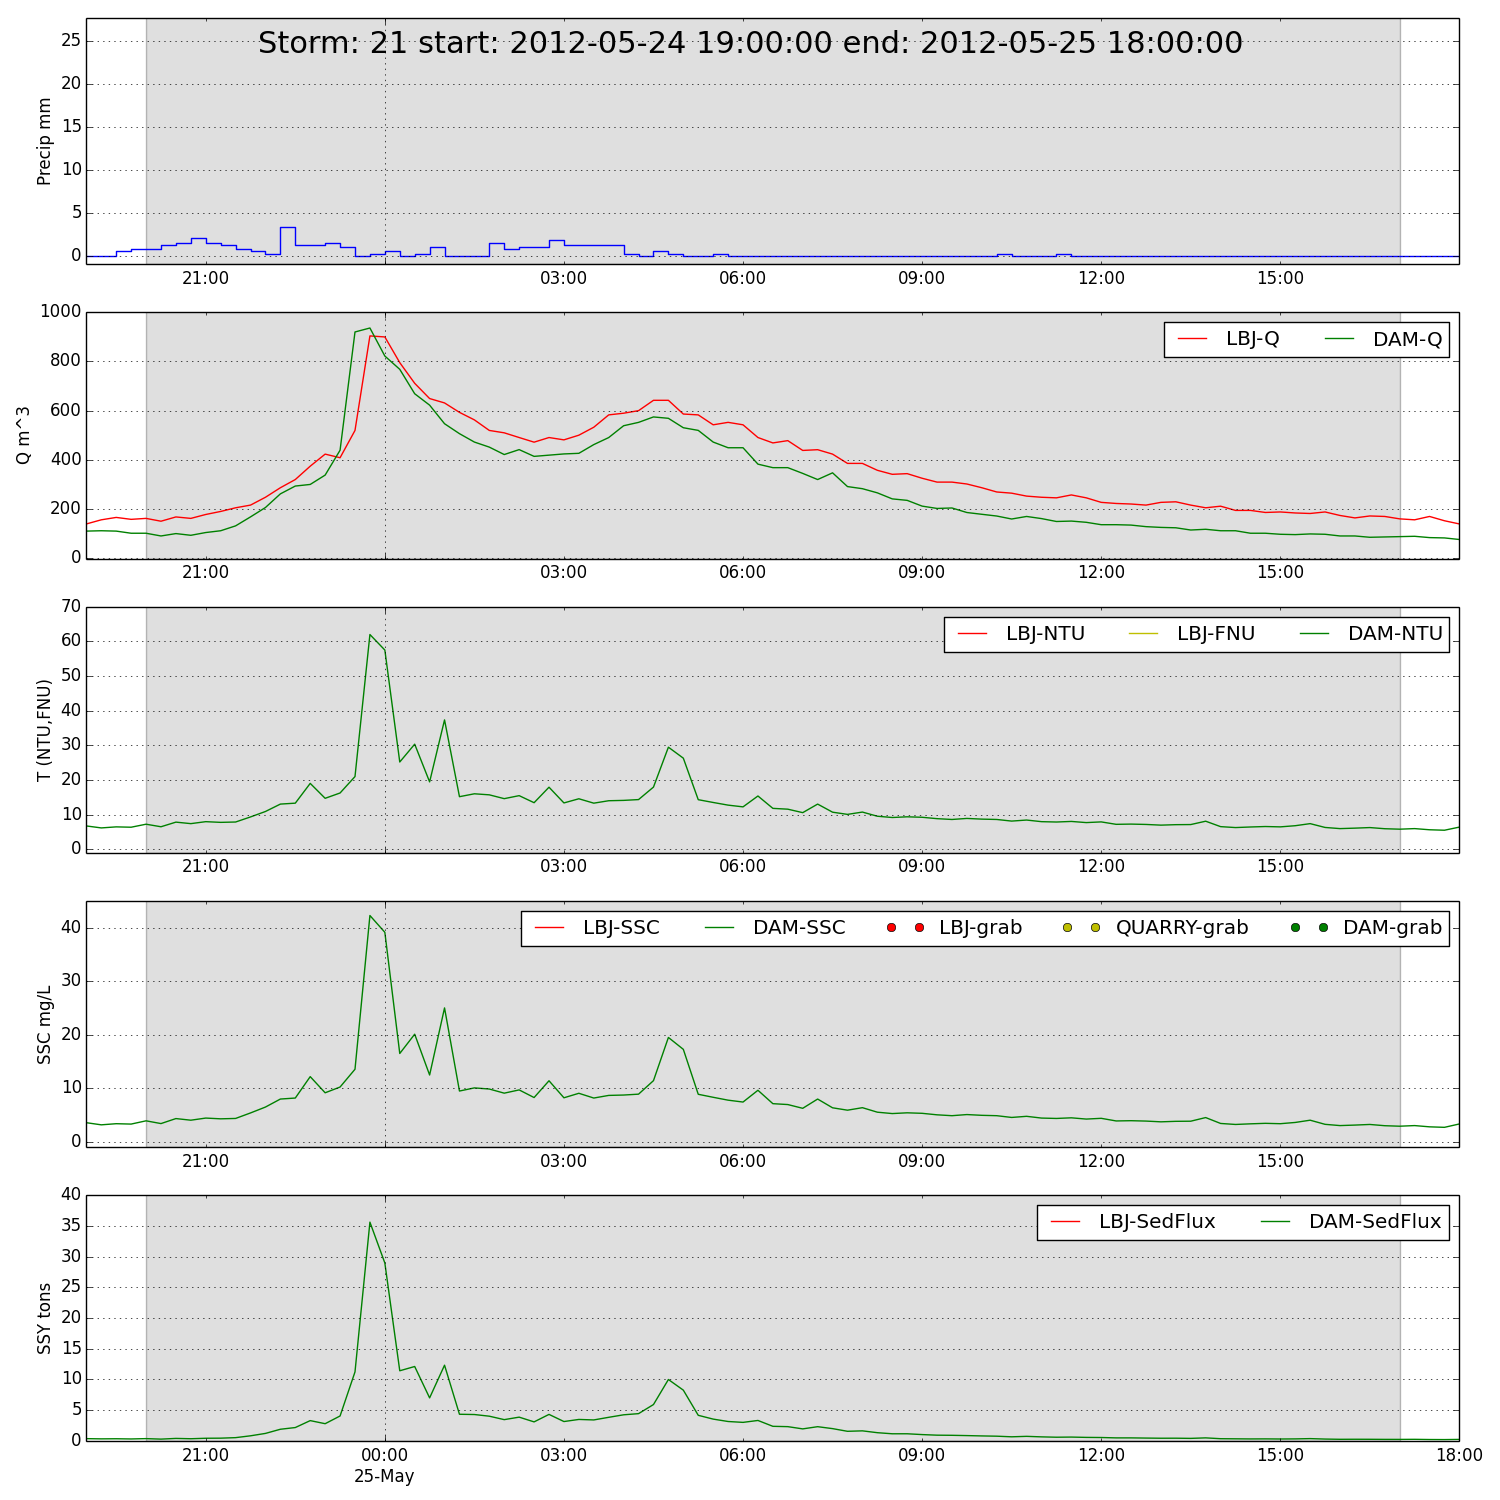 Storm: 21 start: 2012-05-24 19:00:00 end: 2012-05-25 18:00:00
Precip mm
25
20
15
10
5
0
21:00 03:00 06:00 09:00 12:00 15:00
Q m^3
1000
800
600
400
200
0
LBJ-Q DAM-Q
21:00 03:00 06:00 09:00 12:00 15:00
T (NTU,FNU)
70
60
50
40
30
20
10
0
LBJ-NTU LBJ-FNU DAM-NTU
21:00 03:00 06:00 09:00 12:00 15:00
SSC mg/L
40
30
20
10
0
LBJ-SSC DAM-SSC LBJ-grab QUARRY-grab DAM-grab
21:00 03:00 06:00 09:00 12:00 15:00
SSY tons
40
35
30
25
20
15
10
5
0
LBJ-SedFlux DAM-SedFlux
21:00 00:00 03:00 06:00 09:00 12:00 15:00 18:00
25-May